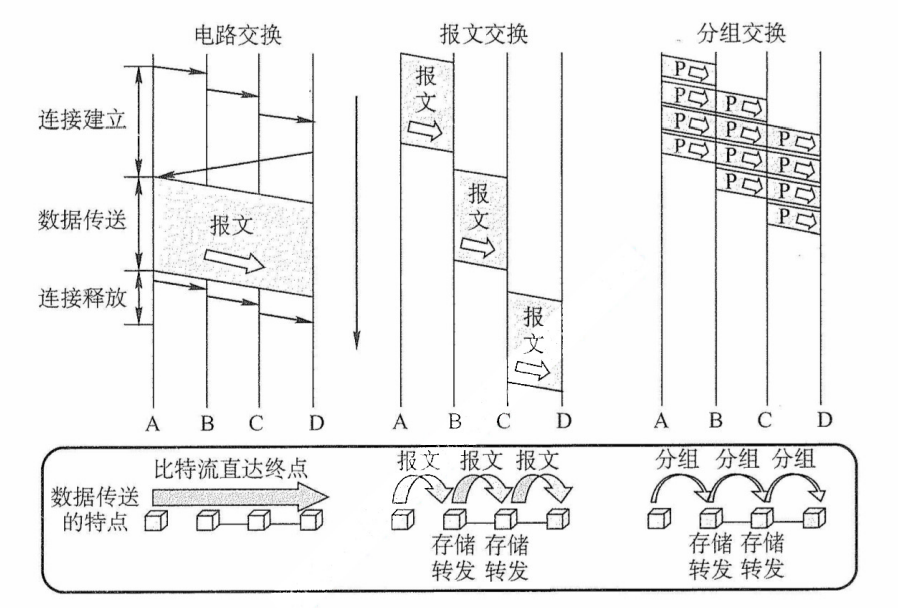 电路交换
报文交换
分组交换
连接建立
数据传送
连接释放
报文
报
文
报
文
报
文
P
P P
P P P
P P P
P P
P
A B C D
A B C D
A B C D
数据传送
的特点
比特流直达终点
报文 报文 报文
存储 存储
转发 转发
分组 分组 分组
存储 存储
转发 转发